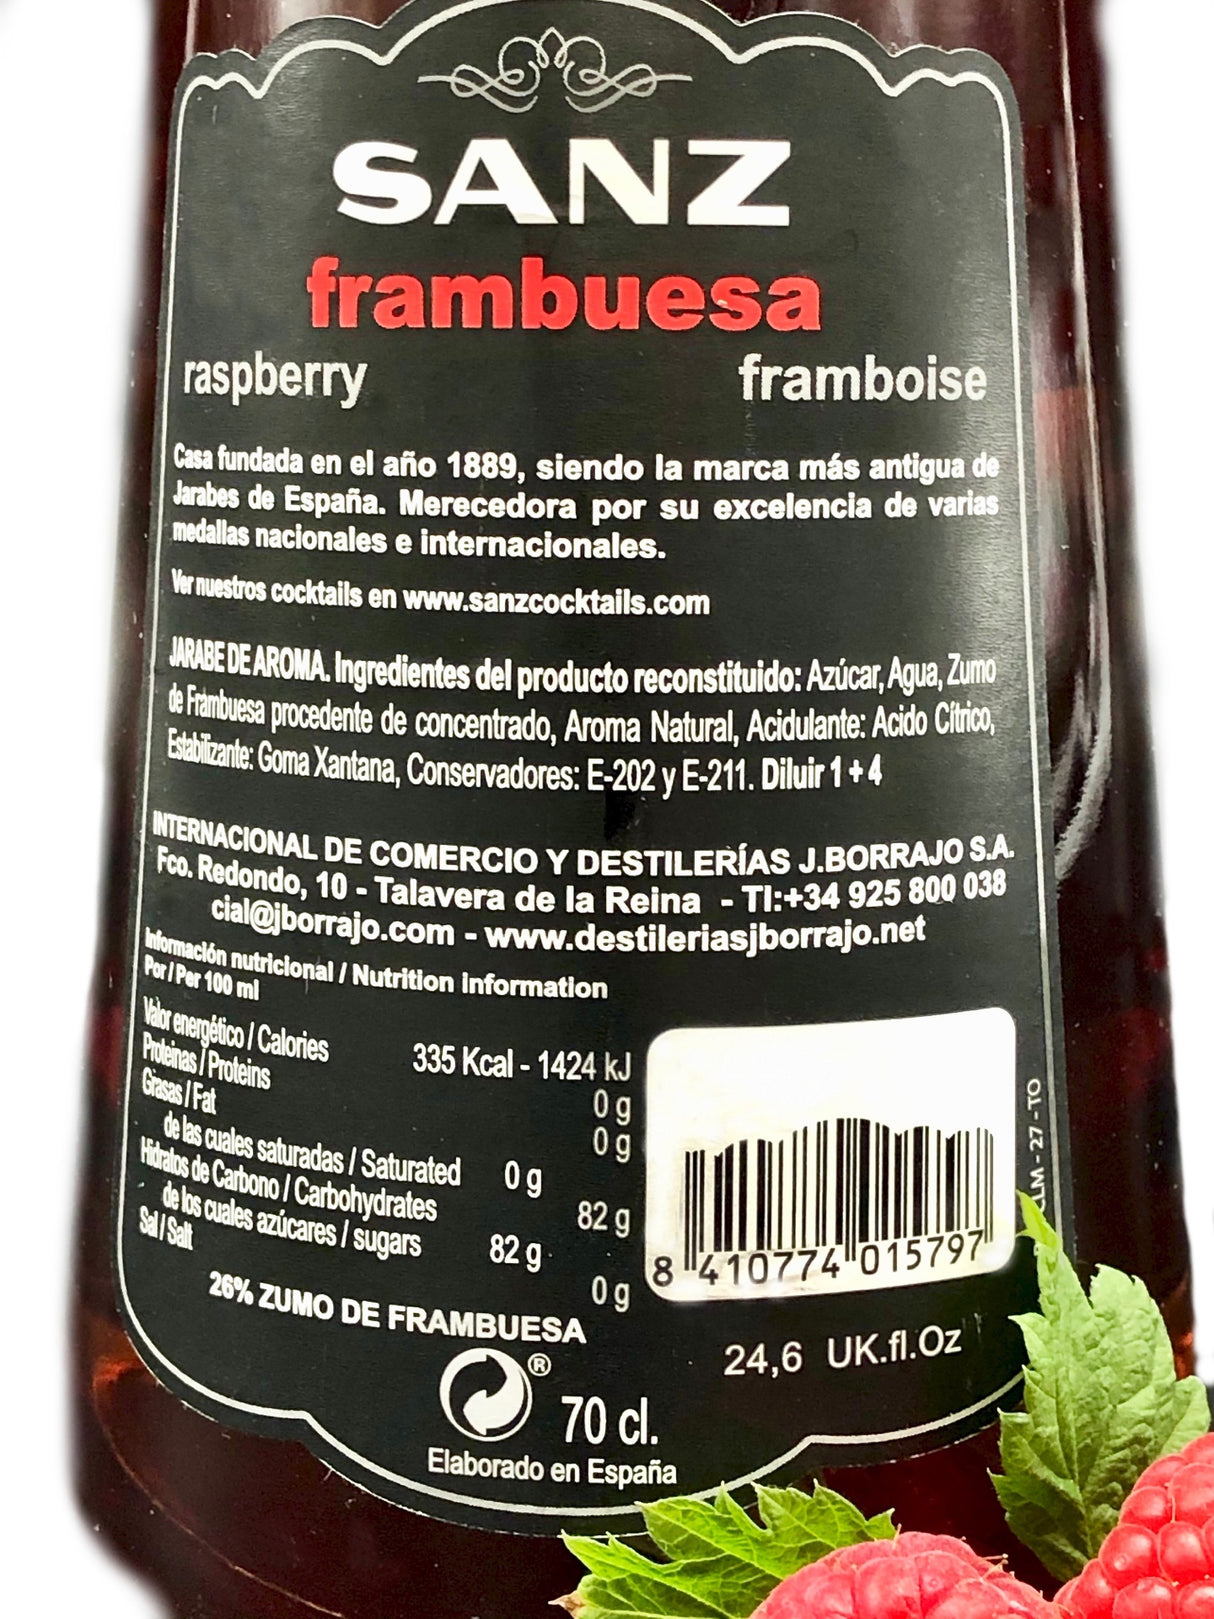 SANZ
frambuesa
raspberry framboise
Casa fundada en el año 1889, siendo la marca más antigua de
Jarabes de España. Merecedora por su excelencia de varias
medallas nacionales e internacionales.
Ver nuestros cocktails en www.sanzcocktails.com
JARABE DE AROMA. Ingredientes del producto reconstituido: Azúcar, Agua, Zumo
de Frambuesa procedente de concentrado, Aroma Natural, Acidulante: Acido Cítrico,
Estabilizante: Goma Xantana, Conservadores: E-202 y E-211. Diluir 1 + 4
INTERNACIONAL DE COMERCIO Y DESTILERÍAS J.BORRAJO S.A.
Fco. Redondo, 10 - Talavera de la Reina - Tl:+34 925 800 038
cial@jborrajo.com - www.destileriasjborrajo.net
Información nutricional / Nutrition information
Por / Per 100 ml
Valor energético / Calories 335 Kcal - 1424 kJ
Proteinas / Proteins 0 g
Grasas / Fat 0 g
de las cuales saturadas / Saturated 0 g
Hidratos de Carbono / Carbohydrates 82 g
de los cuales azúcares / sugars 82 g
Sal / Salt 0 g
26% ZUMO DE FRAMBUESA
8 410774 015797
CLM - 27 - TO
24,6 UK.fl.Oz
® 70 cl.
Elaborado en España